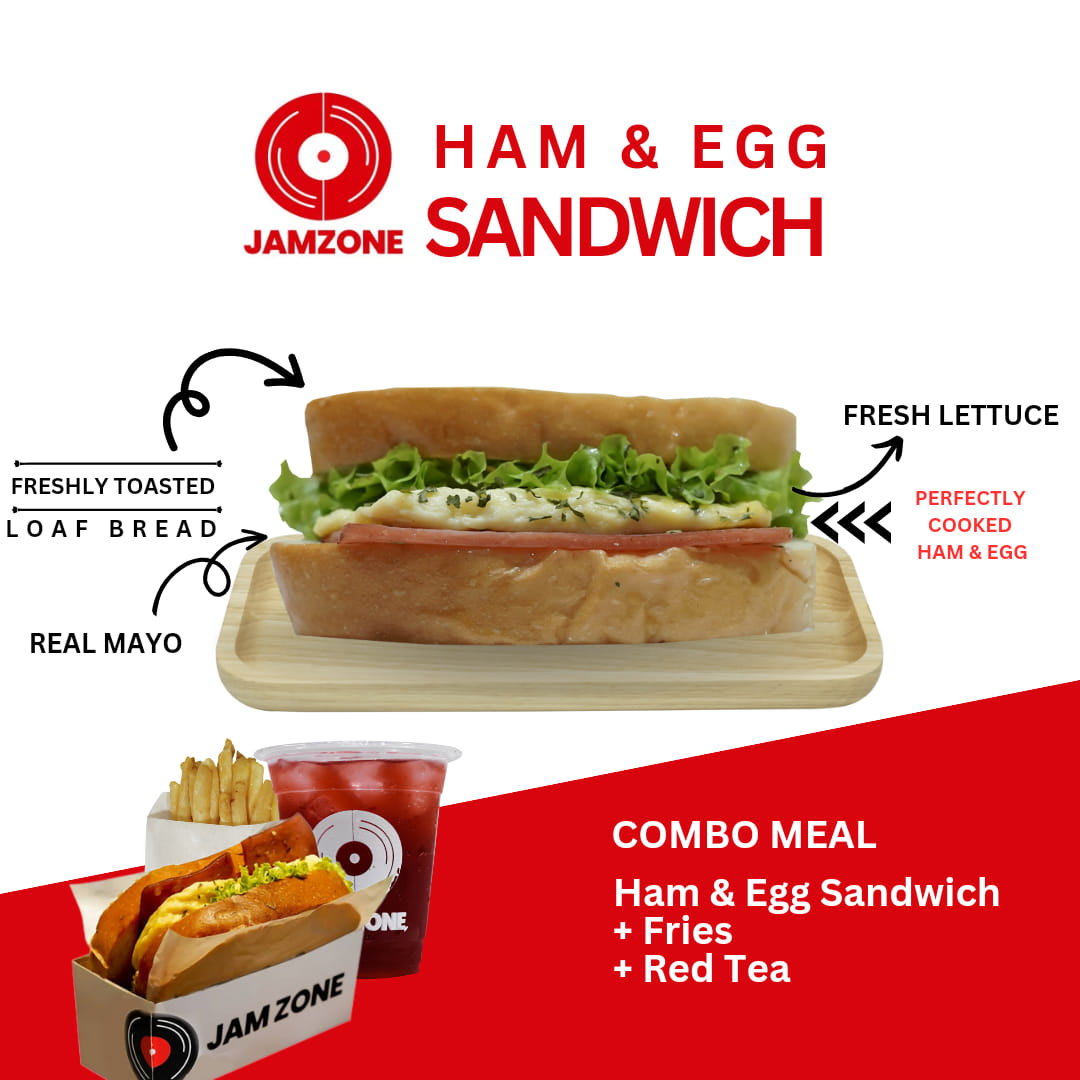 HAM & EGG
SANDWICH
JAMZONE
FRESHLY TOASTED
LOAF BREAD
REAL MAYO
FRESH LETTUCE
PERFECTLY
COOKED
HAM & EGG
COMBO MEAL
Ham & Egg Sandwich
+ Fries
+ Red Tea
ONE
JAM ZONE